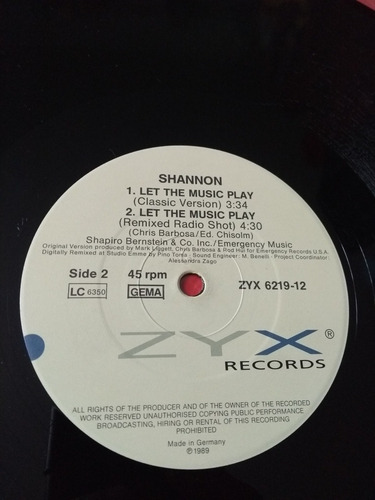 SHANNON
1. LET THE MUSIC PLAY
(Classic Version) 3:34
2. LET THE MUSIC PLAY
(Remixed Radio Shot) 4:30
(Chris Barbosa/Ed. Chisolm)
Shapiro Bernstein & Co. Inc./Emergency Music
Original Version produced by Mark Liggett, Chris Barbosa & Rod Hui for Emergency Records U.S.A.
Digitally Remixed at Studio Emme by Pino Torre · Sound Engineer: M. Benelli · Project Coordinator:
Alessandro Zago
Side 2 45 rpm
LC 6350 GEMA ZYX 6219-12
ZYX ®
RECORDS
ALL RIGHTS OF THE PRODUCER AND OF THE OWNER OF THE RECORDED
WORK RESERVED UNAUTHORISED COPYING PUBLIC PERFORMANCE
BROADCASTING, HIRING OR RENTAL OF THIS RECORDING
PROHIBITED
Made in Germany
℗1989